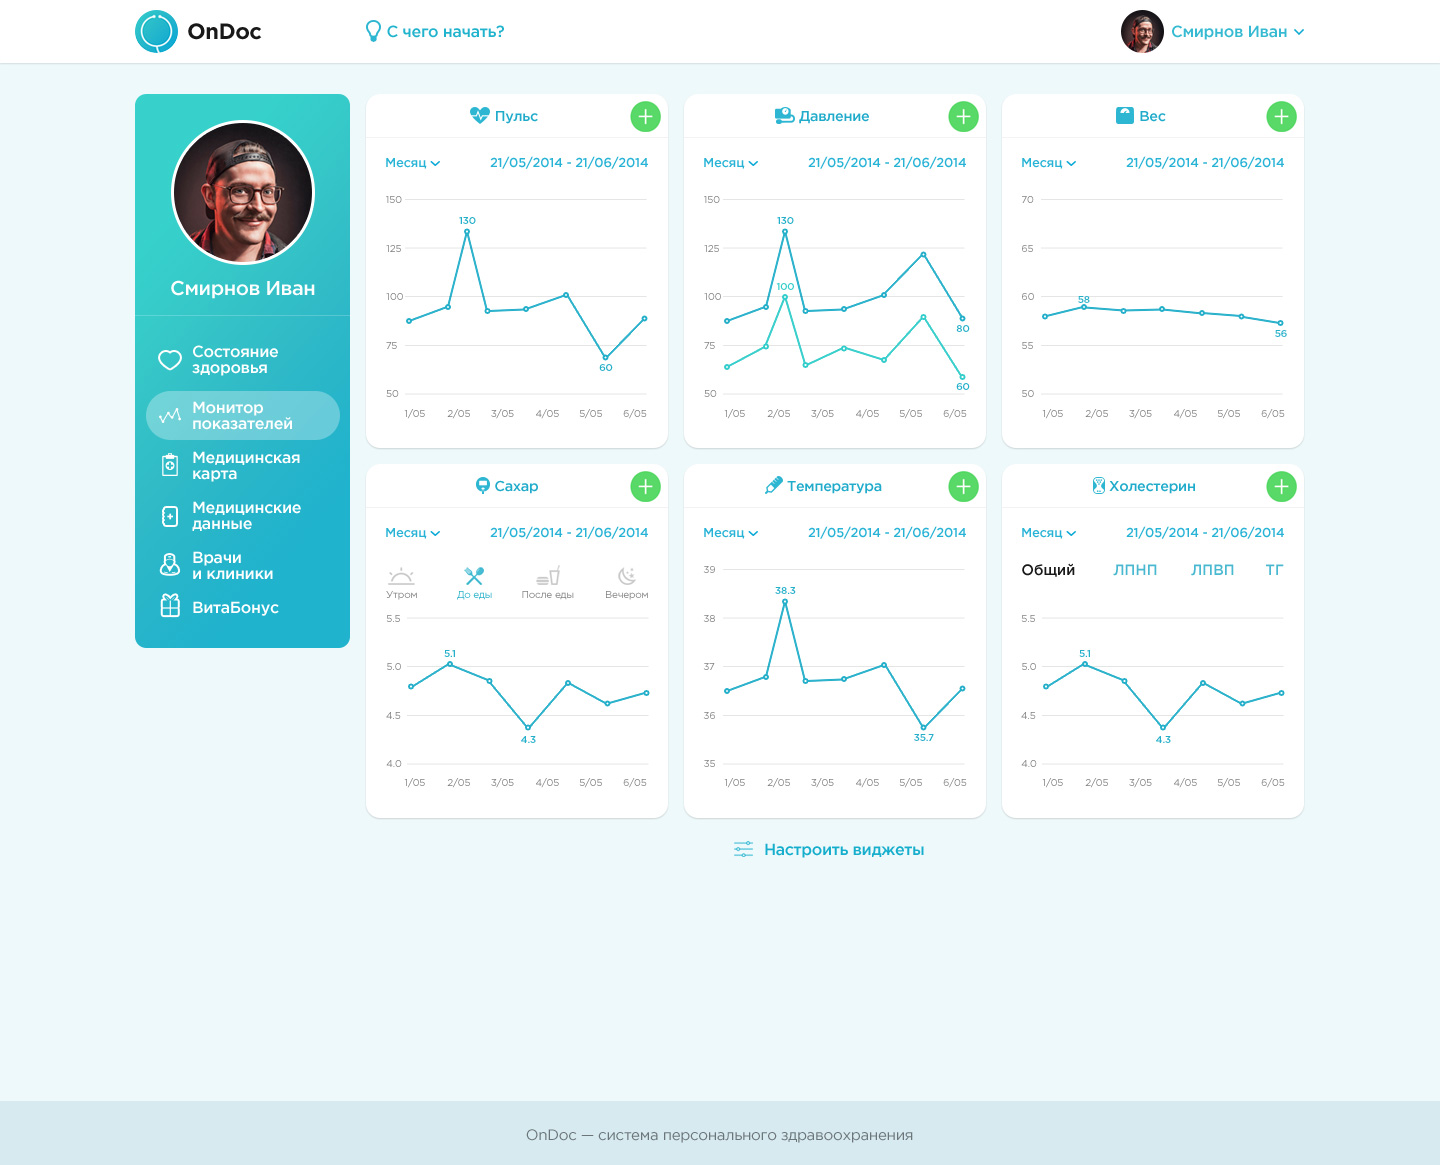 OnDoc
С чего начать?
Смирнов Иван
Смирнов Иван
Состояние
здоровья
Монитор
показателей
Медицинская
карта
Медицинские
данные
Врачи
и клиники
ВитаБонус
Пульс
Месяц 21/05/2014 - 21/06/2014
150
130
125
100
75
60
50
1/05 2/05 3/05 4/05 5/05 6/05
Давление
Месяц 21/05/2014 - 21/06/2014
150
130
125
100
100
80
75
60
50
1/05 2/05 3/05 4/05 5/05 6/05
Вес
Месяц 21/05/2014 - 21/06/2014
70
65
60
58
56
55
50
1/05 2/05 3/05 4/05 5/05 6/05
Сахар
Месяц 21/05/2014 - 21/06/2014
Утром До еды После еды Вечером
5.5
5.1
5.0
4.5
4.3
4.0
1/05 2/05 3/05 4/05 5/05 6/05
Температура
Месяц 21/05/2014 - 21/06/2014
39
38.3
38
37
36
35.7
35
1/05 2/05 3/05 4/05 5/05 6/05
Холестерин
Месяц 21/05/2014 - 21/06/2014
Общий ЛПНП ЛПВП ТГ
5.5
5.1
5.0
4.5
4.3
4.0
1/05 2/05 3/05 4/05 5/05 6/05
Настроить виджеты
OnDoc — система персонального здравоохранения